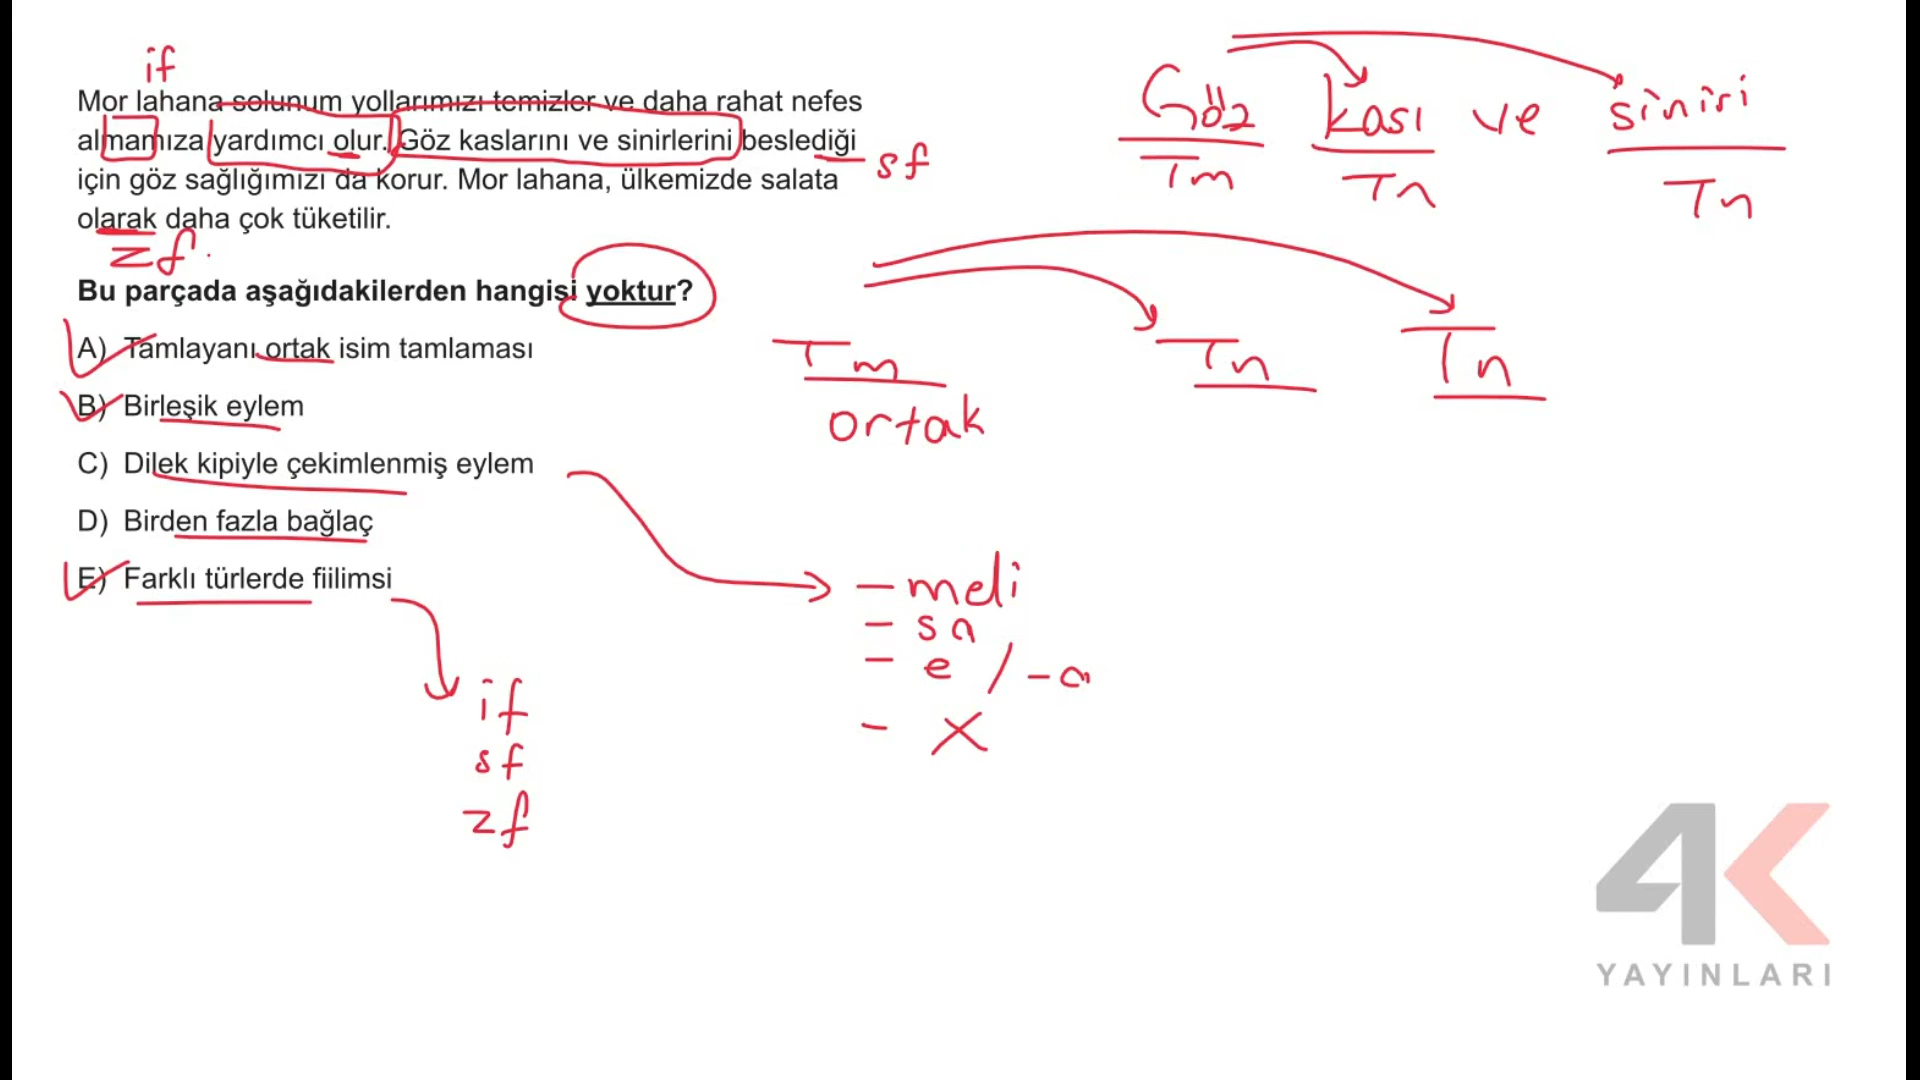 if
Mor lahana solunum yollarımızı temizler ve daha rahat nefes
almamıza yardımcı olur. Göz kaslarını ve sinirlerini beslediği
sf
için göz sağlığımızı da korur. Mor lahana, ülkemizde salata
olarak daha çok tüketilir.
zf.
Bu parçada aşağıdakilerden hangisi yoktur?
A) Tamlayanı ortak isim tamlaması
B) Birleşik eylem
C) Dilek kipiyle çekimlenmiş eylem
D) Birden fazla bağlaç
E) Farklı türlerde fiilimsi
if
sf
zf
Göz kası ve siniri
Tm Tn Tn
Tm Tn Tn
ortak
- meli
- sa
- e / -a
- X
4K
YAYINLARI